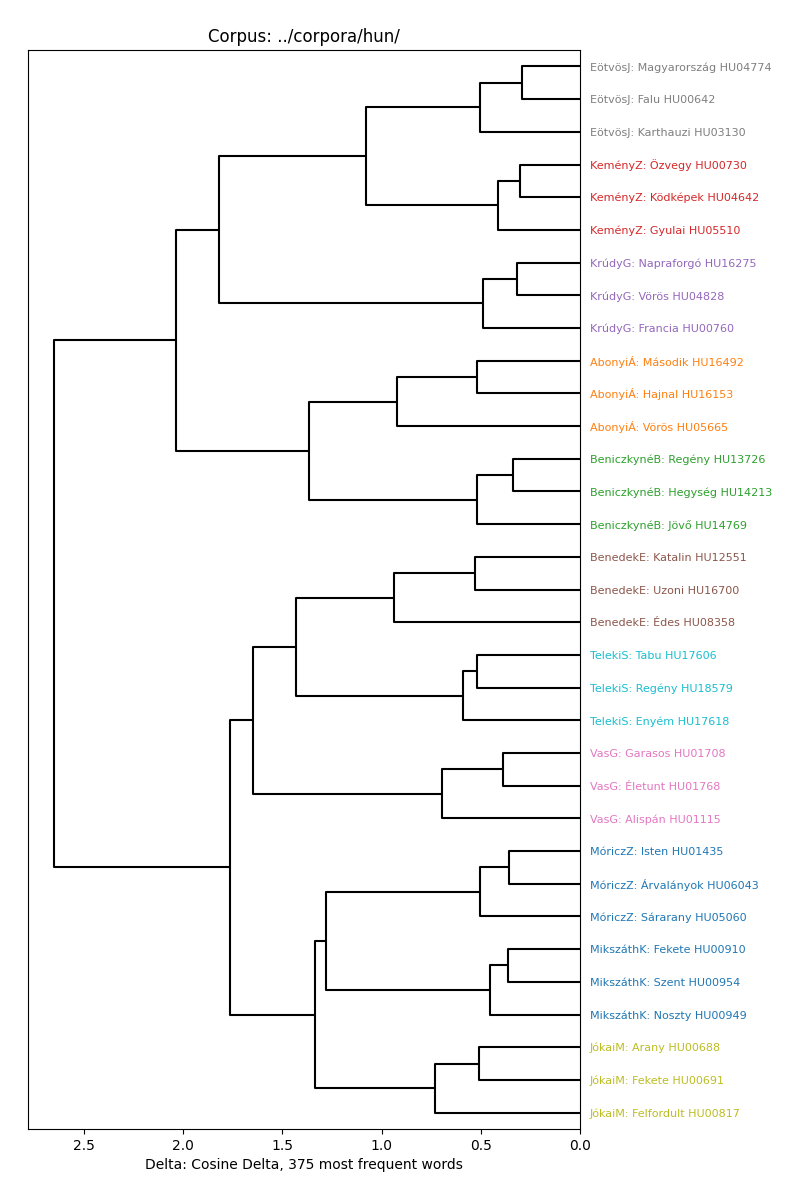 Corpus: ../corpora/hun/
EötvösJ: Magyarország HU04774
EötvösJ: Falu HU00642
EötvösJ: Karthauzi HU03130
KeményZ: Özvegy HU00730
KeményZ: Ködképek HU04642
KeményZ: Gyulai HU05510
KrúdyG: Napraforgó HU16275
KrúdyG: Vörös HU04828
KrúdyG: Francia HU00760
AbonyiÁ: Második HU16492
AbonyiÁ: Hajnal HU16153
AbonyiÁ: Vörös HU05665
BeniczkynéB: Regény HU13726
BeniczkynéB: Hegység HU14213
BeniczkynéB: Jövő HU14769
BenedekE: Katalin HU12551
BenedekE: Uzoni HU16700
BenedekE: Édes HU08358
TelekiS: Tabu HU17606
TelekiS: Regény HU18579
TelekiS: Enyém HU17618
VasG: Garasos HU01708
VasG: Életunt HU01768
VasG: Alispán HU01115
MóriczZ: Isten HU01435
MóriczZ: Árvalányok HU06043
MóriczZ: Sárarany HU05060
MikszáthK: Fekete HU00910
MikszáthK: Szent HU00954
MikszáthK: Noszty HU00949
JókaiM: Arany HU00688
JókaiM: Fekete HU00691
JókaiM: Felfordult HU00817
2.5 2.0 1.5 1.0 0.5 0.0
Delta: Cosine Delta, 375 most frequent words